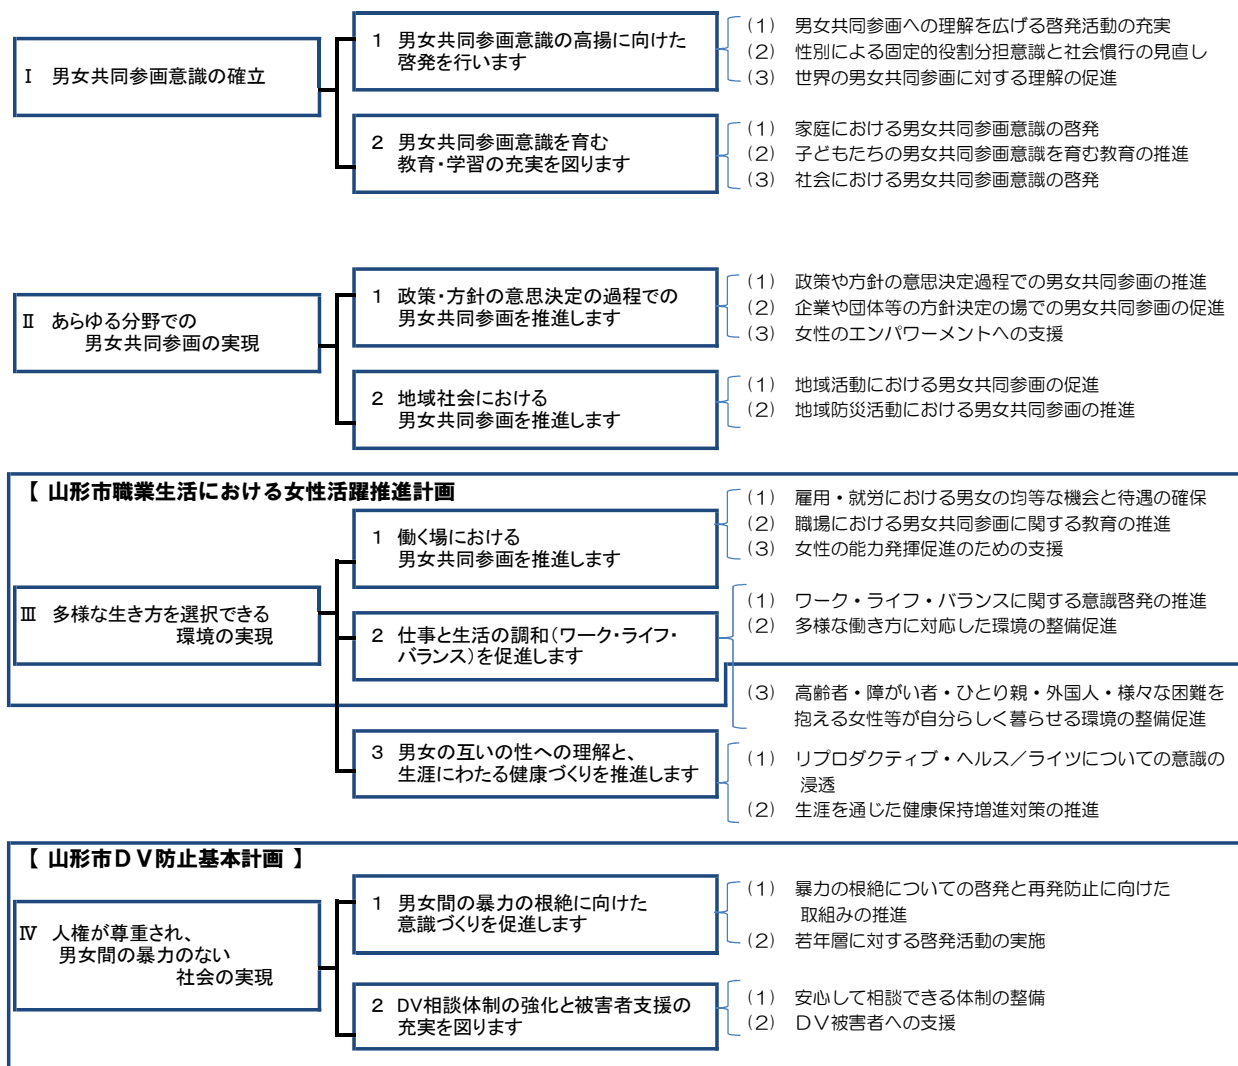 Ⅰ 男女共同参画意識の確立
1 男女共同参画意識の高揚に向けた
啓発を行います
(1) 男女共同参画への理解を広げる啓発活動の充実
(2) 性別による固定的役割分担意識と社会慣行の見直し
(3) 世界の男女共同参画に対する理解の促進
2 男女共同参画意識を育む
教育・学習の充実を図ります
(1) 家庭における男女共同参画意識の啓発
(2) 子どもたちの男女共同参画意識を育む教育の推進
(3) 社会における男女共同参画意識の啓発
Ⅱ あらゆる分野での
男女共同参画の実現
1 政策・方針の意思決定の過程での
男女共同参画を推進します
(1) 政策や方針の意思決定過程での男女共同参画の推進
(2) 企業や団体等の方針決定の場での男女共同参画の促進
(3) 女性のエンパワーメントへの支援
2 地域社会における
男女共同参画を推進します
(1) 地域活動における男女共同参画の促進
(2) 地域防災活動における男女共同参画の推進
【 山形市職業生活における女性活躍推進計画
Ⅲ 多様な生き方を選択できる
環境の実現
1 働く場における
男女共同参画を推進します
(1) 雇用・就労における男女の均等な機会と待遇の確保
(2) 職場における男女共同参画に関する教育の推進
(3) 女性の能力発揮促進のための支援
2 仕事と生活の調和(ワーク・ライフ・
バランス)を促進します
(1) ワーク・ライフ・バランスに関する意識啓発の推進
(2) 多様な働き方に対応した環境の整備促進
(3) 高齢者・障がい者・ひとり親・外国人・様々な困難を
抱える女性等が自分らしく暮らせる環境の整備促進
3 男女の互いの性への理解と、
生涯にわたる健康づくりを推進します
(1) リプロダクティブ・ヘルス/ライツについての意識の
浸透
(2) 生涯を通じた健康保持増進対策の推進
【 山形市DV防止基本計画 】
Ⅳ 人権が尊重され、
男女間の暴力のない
社会の実現
1 男女間の暴力の根絶に向けた
意識づくりを促進します
(1) 暴力の根絶についての啓発と再発防止に向けた
取組みの推進
(2) 若年層に対する啓発活動の実施
2 DV相談体制の強化と被害者支援の
充実を図ります
(1) 安心して相談できる体制の整備
(2) DV被害者への支援